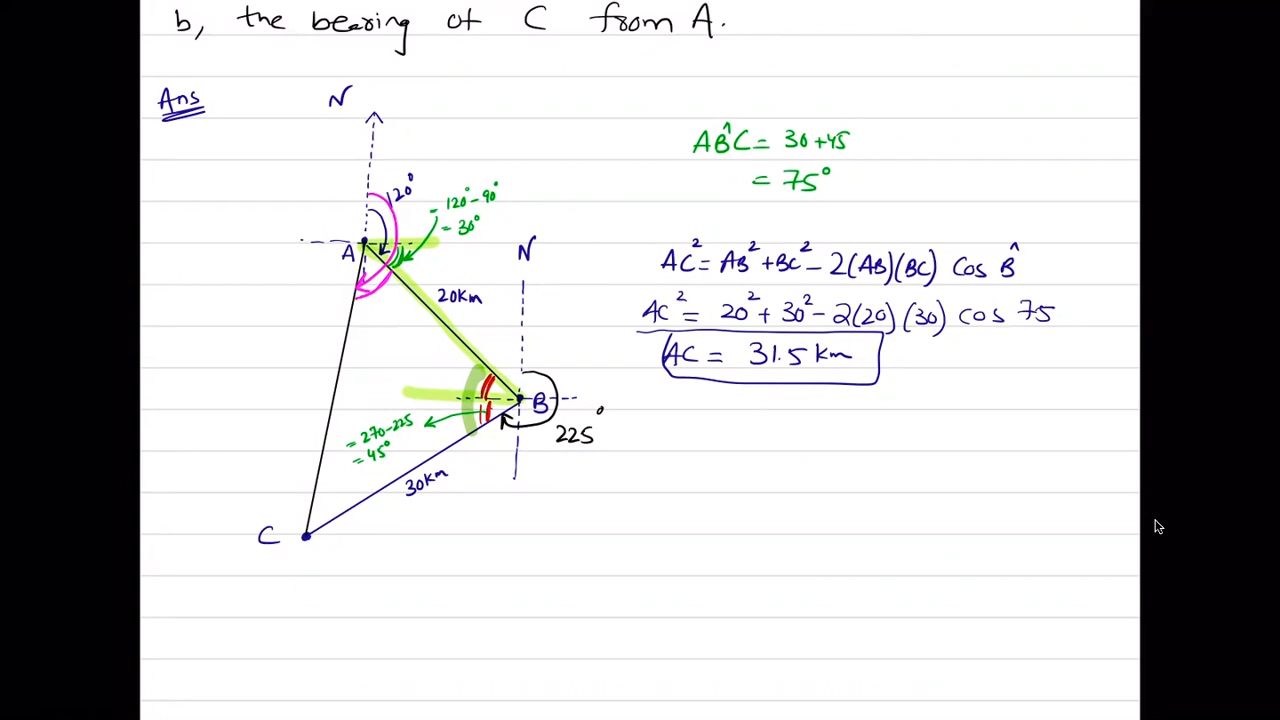 b, the bearing of C from A.
Ans
N
120°
= 120° - 90°
= 30°
A
N
20km
B
225°
= 270-225
= 45°
30km
C
AB̂C = 30+45
= 75°
AC² = AB² + BC² - 2(AB)(BC) cos B̂
AC² = 20² + 30² - 2(20)(30) cos 75
AC = 31.5 km